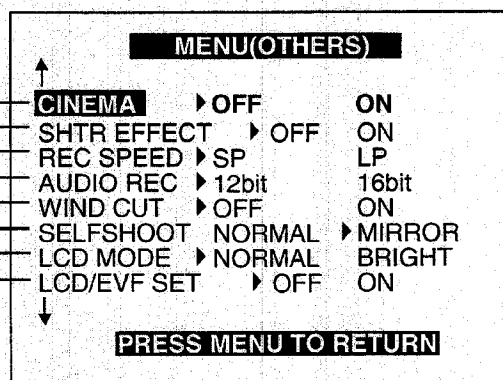 MENU(OTHERS)
CINEMA ▶OFF ON
SHTR EFFECT ▶OFF ON
REC SPEED ▶SP LP
AUDIO REC ▶12bit 16bit
WIND CUT ▶OFF ON
SELFSHOOT NORMAL ▶MIRROR
LCD MODE ▶NORMAL BRIGHT
LCD/EVF SET ▶OFF ON
PRESS MENU TO RETURN